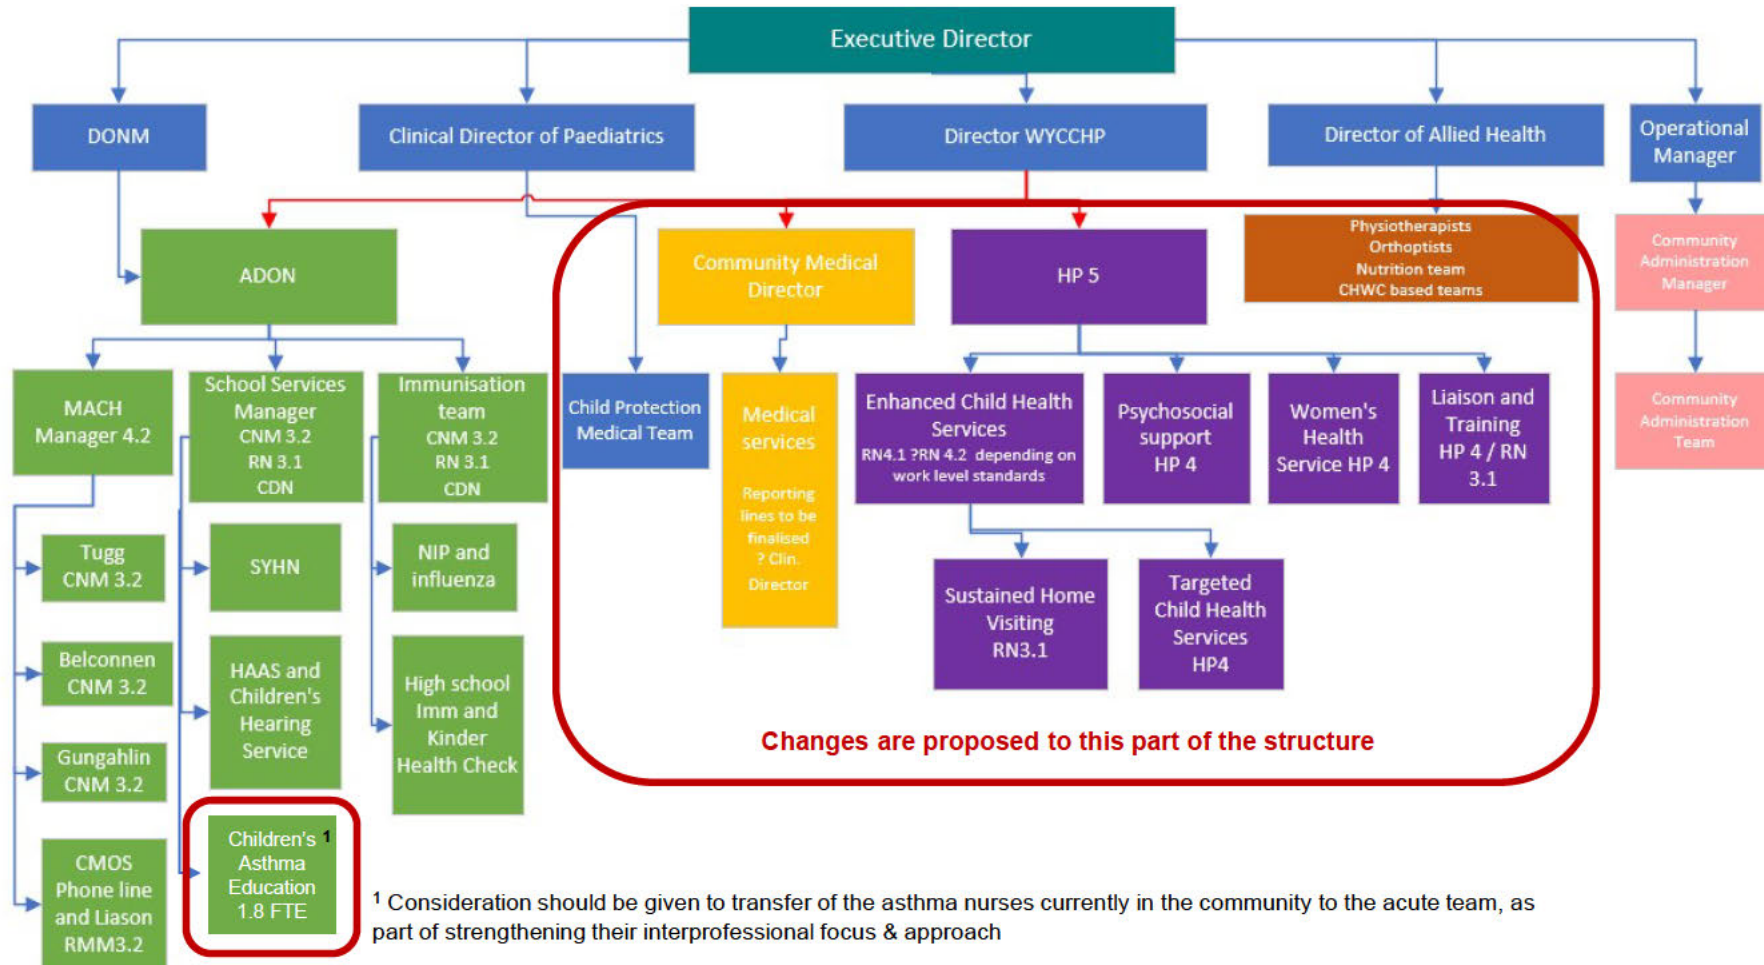 Executive Director
DONM
Clinical Director of Paediatrics
Director WYCCHP
Director of Allied Health
Operational
Manager
ADON
Community Medical
Director
HP 5
Physiotherapists
Orthoptists
Nutrition team
CHWC based teams
Community
Administration
Manager
MACH
Manager 4.2
School Services
Manager
CNM 3.2
RN 3.1
CDN
Immunisation
team
CNM 3.2
RN 3.1
CDN
Child Protection
Medical Team
Medical
services
Reporting
lines to be
finalised
? Clin.
Director
Enhanced Child Health
Services
RN4.1 ?RN 4.2 depending on
work level standards
Psychosocial
support
HP 4
Women's
Health
Service HP 4
Liaison and
Training
HP 4 / RN
3.1
Community
Administration
Team
Tugg
CNM 3.2
SYHN
NIP and
influenza
Sustained Home
Visiting
RN3.1
Targeted
Child Health
Services
HP4
Belconnen
CNM 3.2
HAAS and
Children's
Hearing
Service
High school
Imm and
Kinder
Health Check
Gungahlin
CNM 3.2
Changes are proposed to this part of the structure
CMOS
Phone line
and Liason
RMM3.2
Children's 1
Asthma
Education
1.8 FTE
1 Consideration should be given to transfer of the asthma nurses currently in the community to the acute team, as
part of strengthening their interprofessional focus & approach